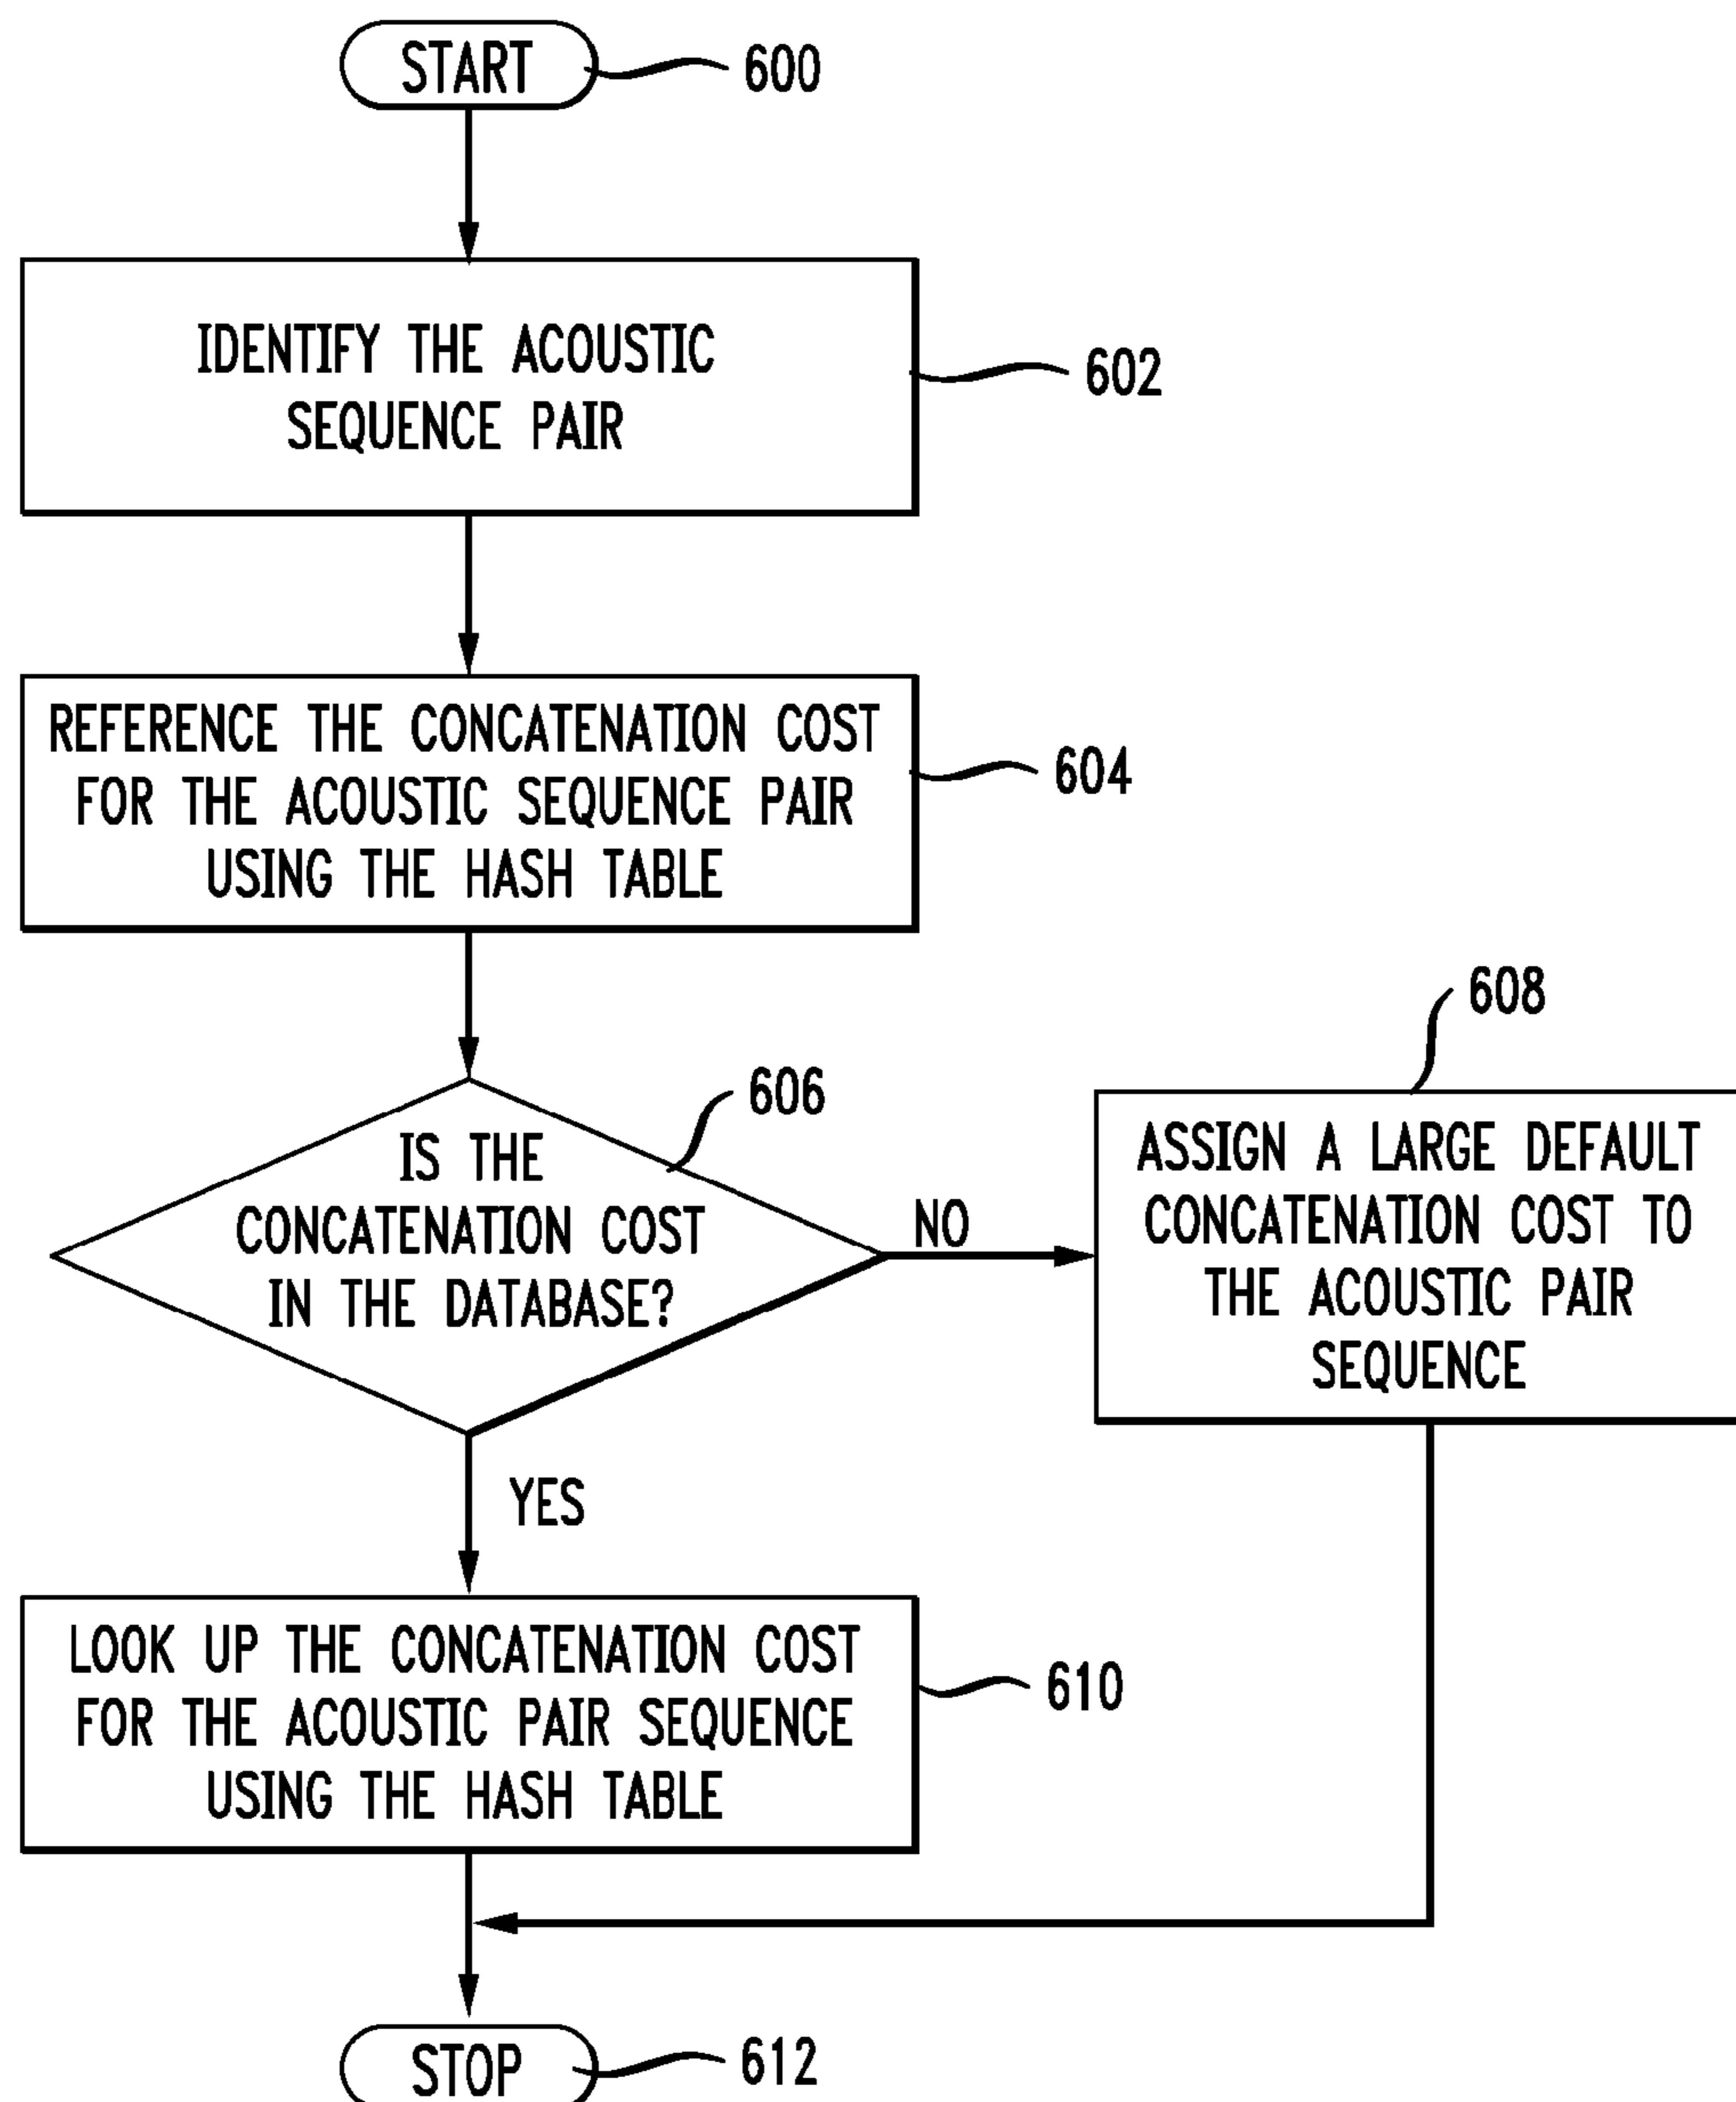 START
600
IDENTIFY THE ACOUSTIC
SEQUENCE PAIR
602
REFERENCE THE CONCATENATION COST
FOR THE ACOUSTIC SEQUENCE PAIR
USING THE HASH TABLE
604
606
IS THE
CONCATENATION COST
IN THE DATABASE?
NO
608
ASSIGN A LARGE DEFAULT
CONCATENATION COST TO
THE ACOUSTIC PAIR
SEQUENCE
YES
LOOK UP THE CONCATENATION COST
FOR THE ACOUSTIC PAIR SEQUENCE
USING THE HASH TABLE
610
STOP
612